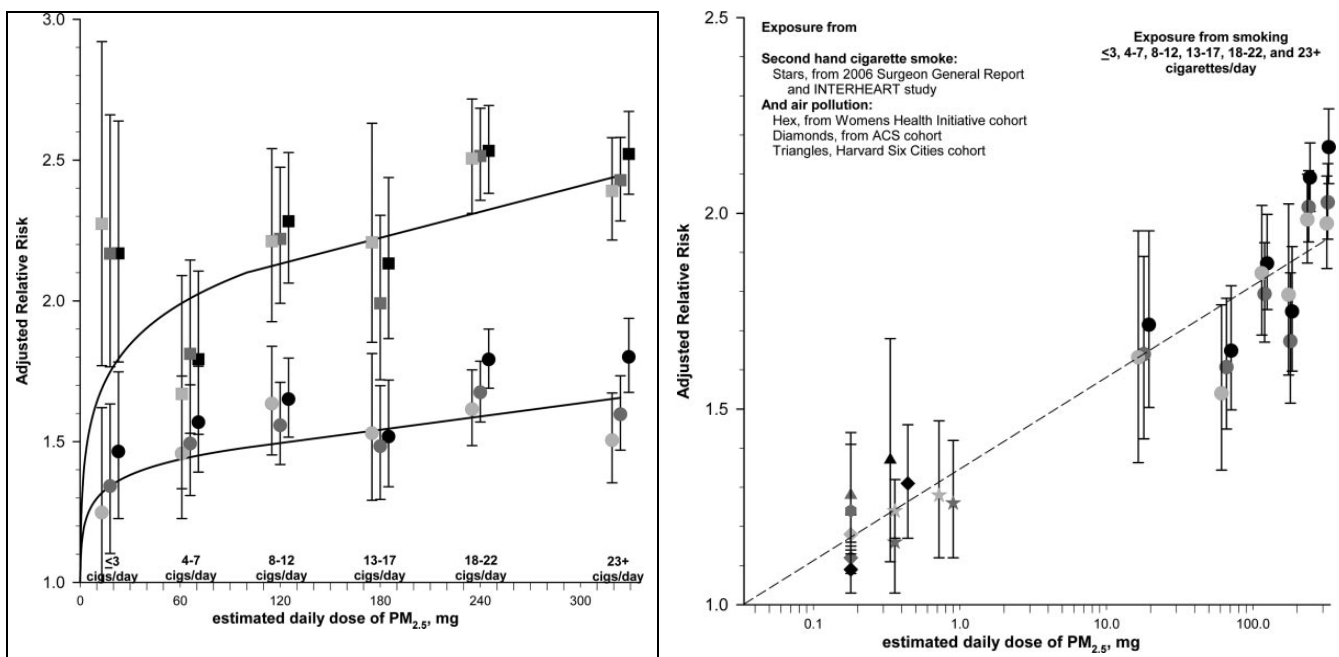 3.0
2.5
2.0
1.5
1.0
Adjusted Relative Risk
≤3
cigs/day
4-7
cigs/day
8-12
cigs/day
13-17
cigs/day
18-22
cigs/day
23+
cigs/day
0 60 120 180 240 300
estimated daily dose of PM2.5, mg
2.5
2.0
1.5
1.0
Adjusted Relative Risk
Exposure from
Second hand cigarette smoke:
Stars, from 2006 Surgeon General Report
and INTERHEART study
And air pollution:
Hex, from Womens Health Initiative cohort
Diamonds, from ACS cohort
Triangles, Harvard Six Cities cohort
Exposure from smoking
≤3, 4-7, 8-12, 13-17, 18-22, and 23+
cigarettes/day
0.1 1.0 10.0 100.0
estimated daily dose of PM2.5, mg